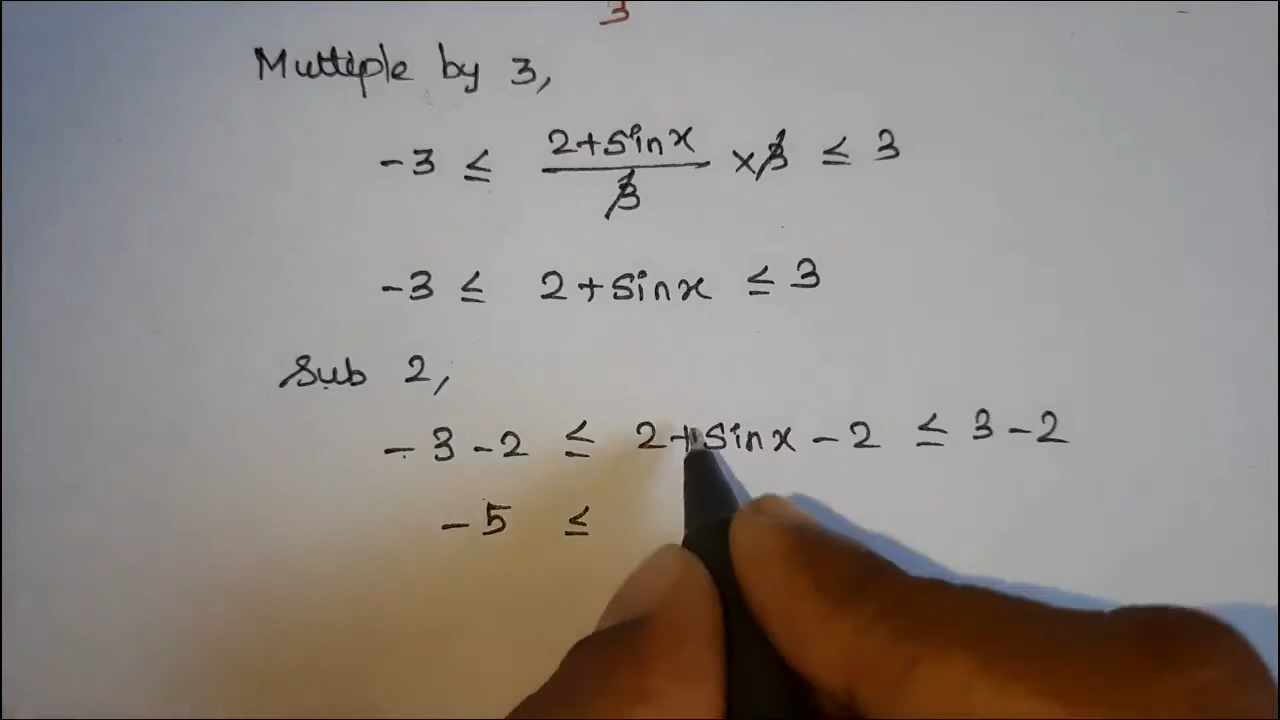 3
Multiple by 3,
-3 ≤ 2+sinx/3 ×3 ≤ 3
-3 ≤ 2+sinx ≤ 3
Sub 2,
-3-2 ≤ 2+sinx-2 ≤ 3-2
-5 ≤